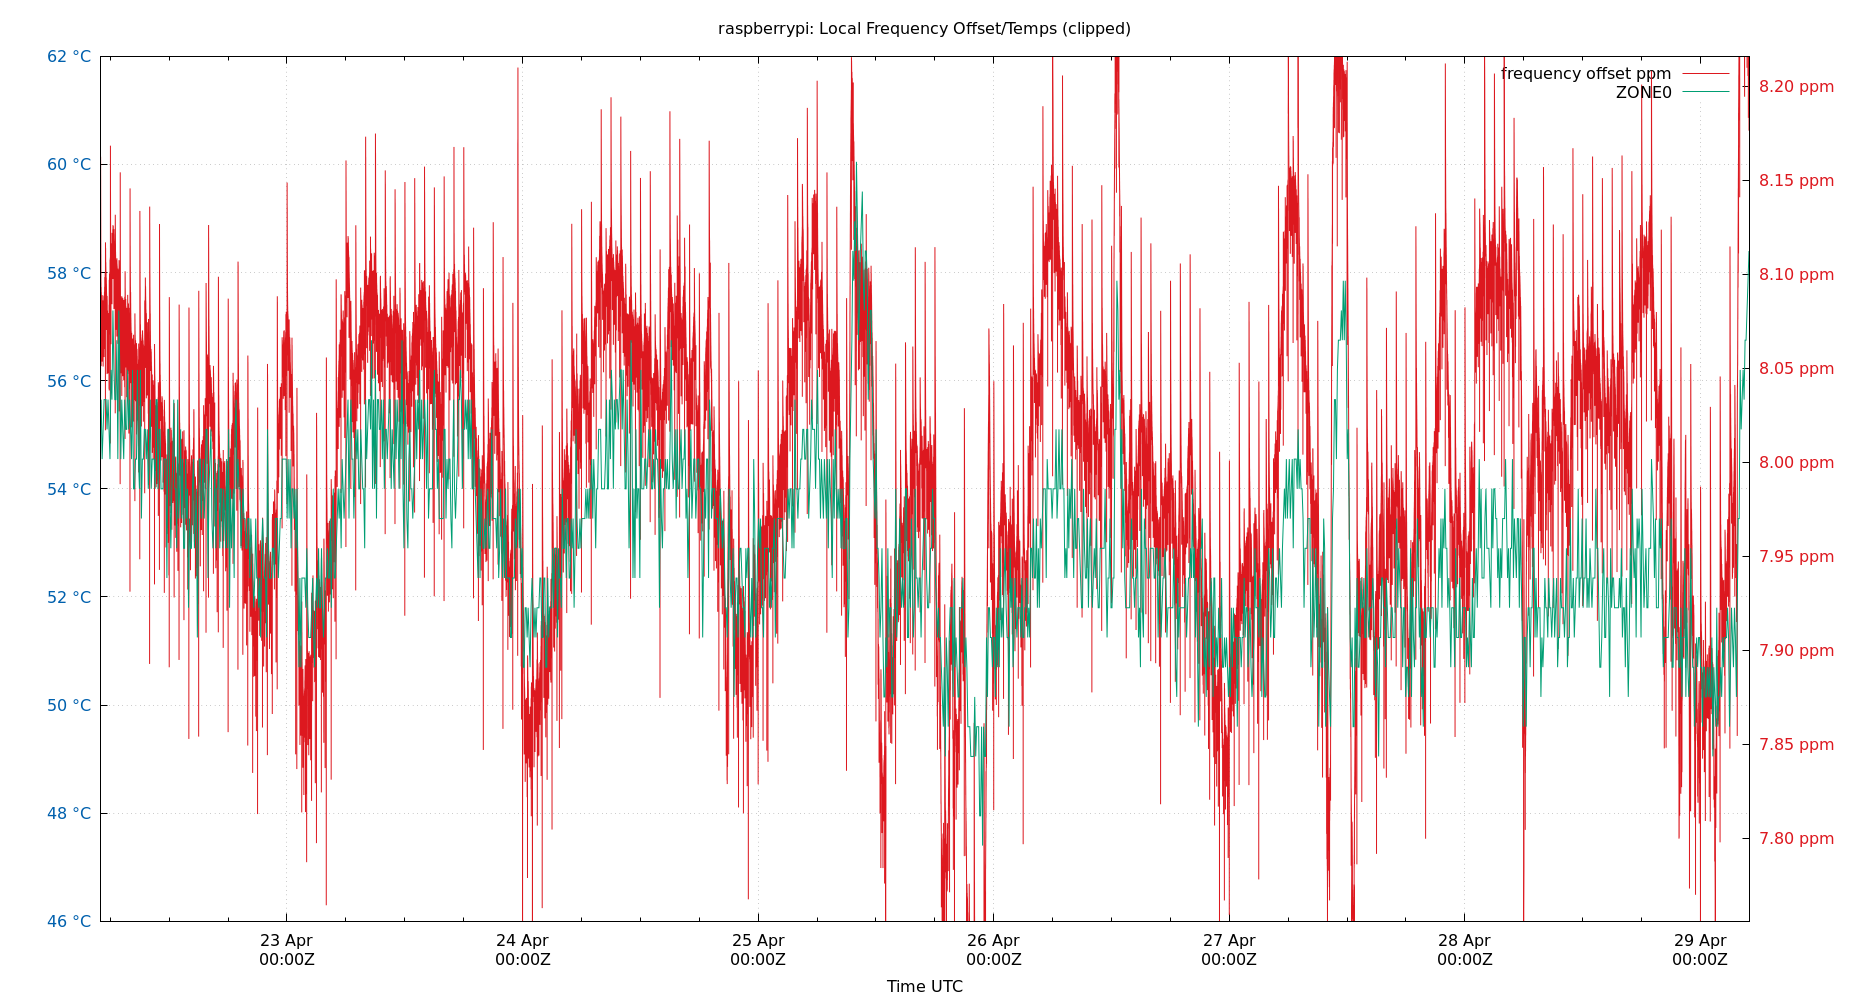 raspberrypi: Local Frequency Offset/Temps (clipped)
62 °C
60 °C
58 °C
56 °C
54 °C
52 °C
50 °C
48 °C
46 °C
frequency offset ppm
ZONE0
8.20 ppm
8.15 ppm
8.10 ppm
8.05 ppm
8.00 ppm
7.95 ppm
7.90 ppm
7.85 ppm
7.80 ppm
23 Apr
00:00Z
24 Apr
00:00Z
25 Apr
00:00Z
26 Apr
00:00Z
27 Apr
00:00Z
28 Apr
00:00Z
29 Apr
00:00Z
Time UTC